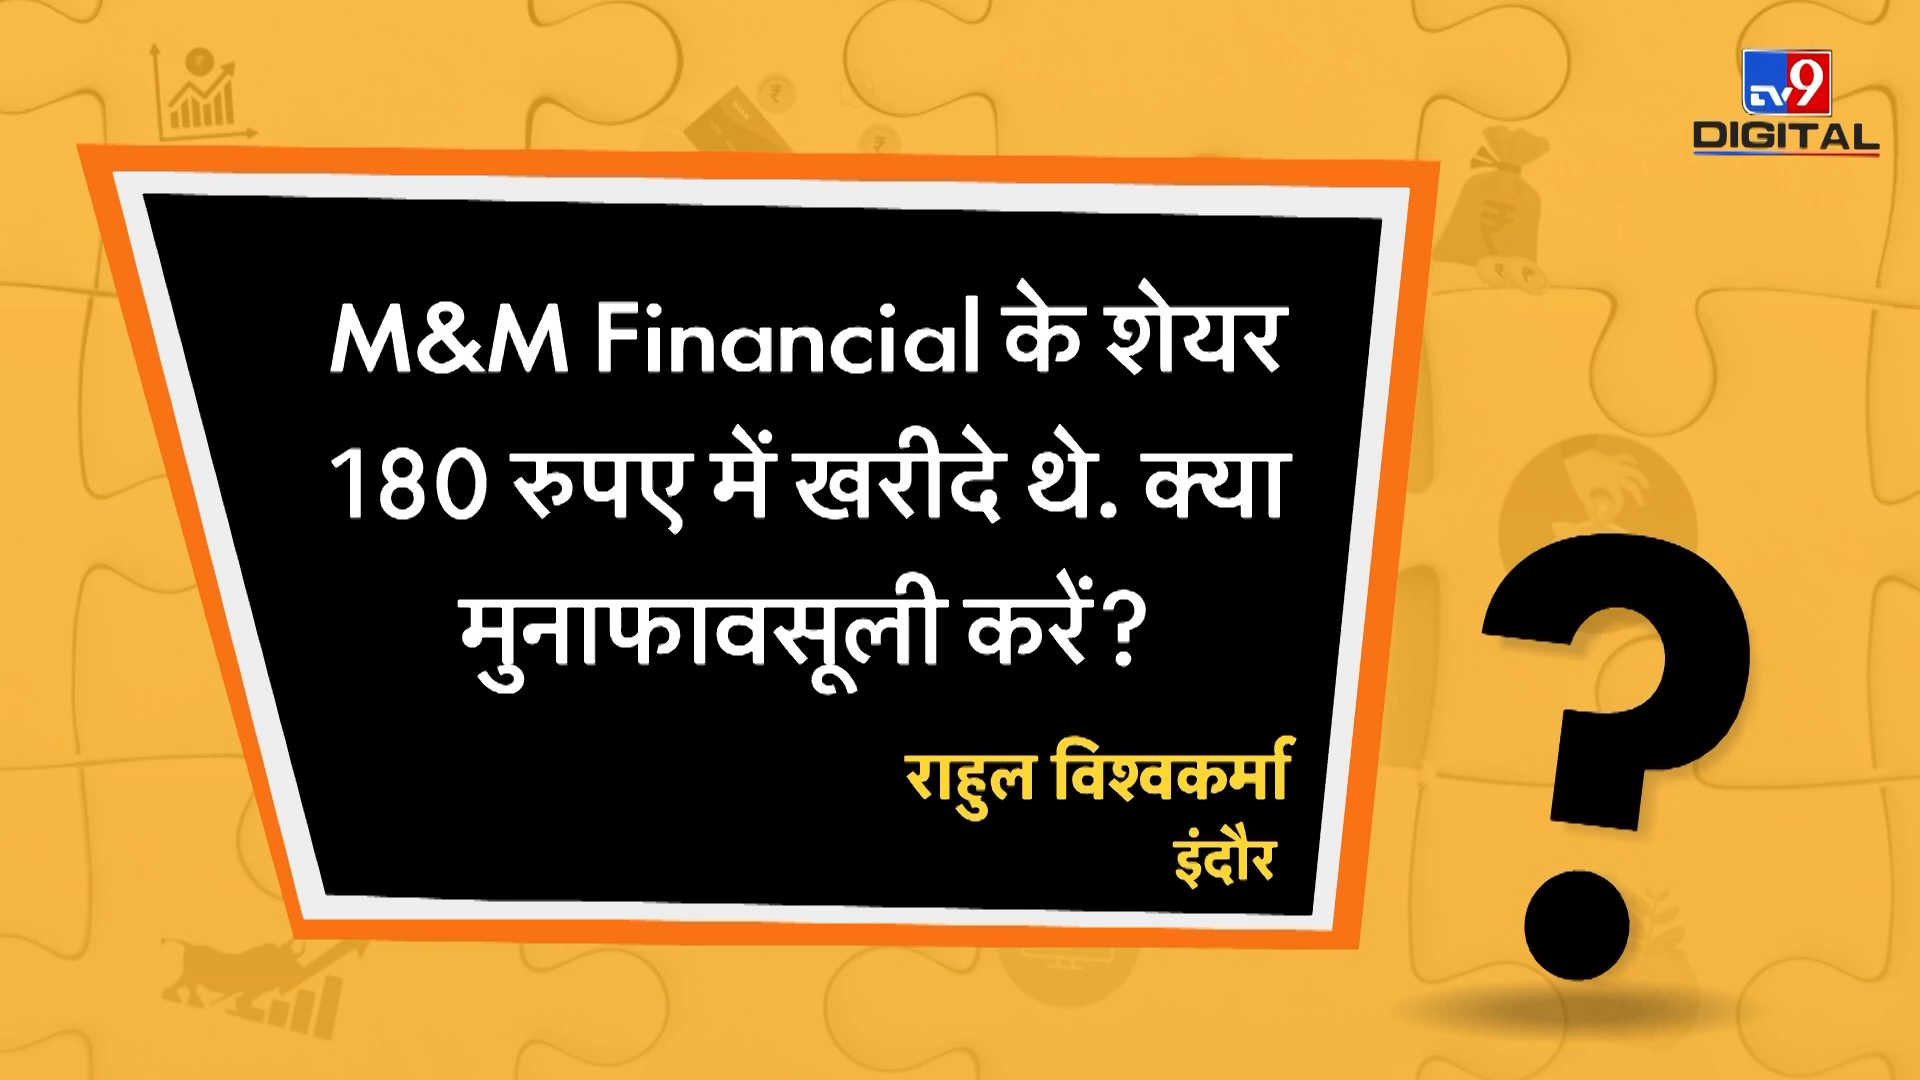 TV9
DIGITAL
M&M Financial के शेयर
180 रुपए में खरीदे थे. क्या
मुनाफावसूली करें?
राहुल विश्वकर्मा
इंदौर